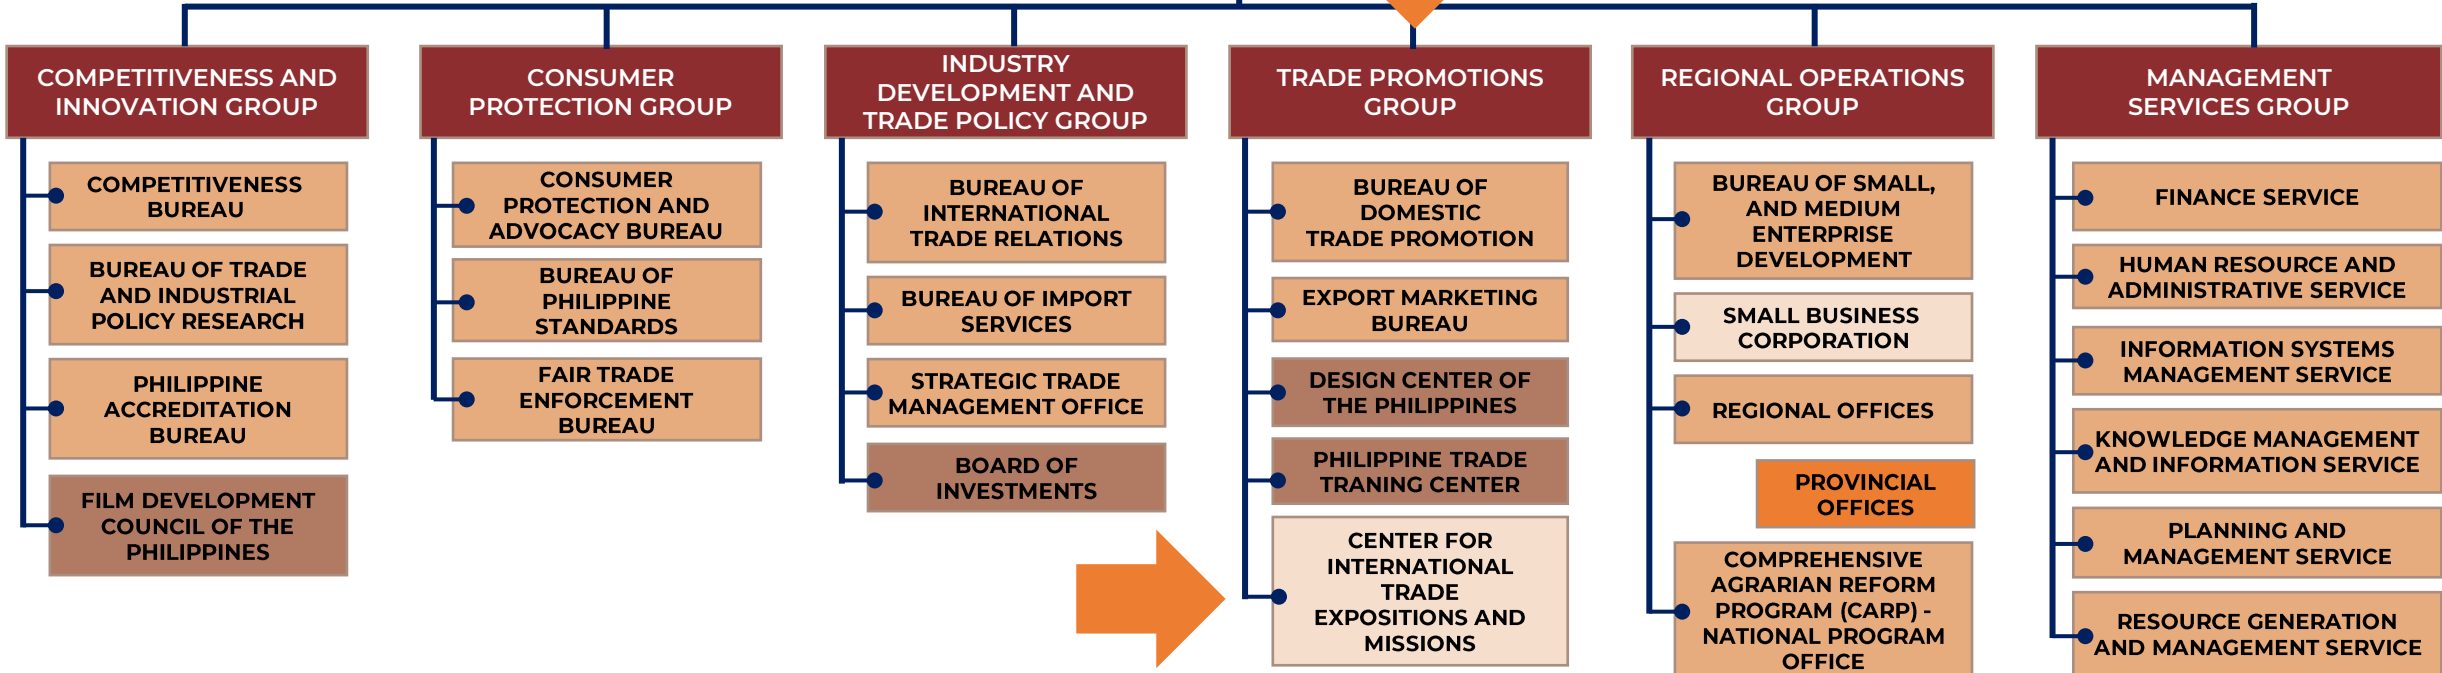 COMPETITIVENESS AND
INNOVATION GROUP
COMPETITIVENESS
BUREAU
BUREAU OF TRADE
AND INDUSTRIAL
POLICY RESEARCH
PHILIPPINE
ACCREDITATION
BUREAU
FILM DEVELOPMENT
COUNCIL OF THE
PHILIPPINES
CONSUMER
PROTECTION GROUP
CONSUMER
PROTECTION AND
ADVOCACY BUREAU
BUREAU OF
PHILIPPINE
STANDARDS
FAIR TRADE
ENFORCEMENT
BUREAU
INDUSTRY
DEVELOPMENT AND
TRADE POLICY GROUP
BUREAU OF
INTERNATIONAL
TRADE RELATIONS
BUREAU OF IMPORT
SERVICES
STRATEGIC TRADE
MANAGEMENT OFFICE
BOARD OF
INVESTMENTS
TRADE PROMOTIONS
GROUP
BUREAU OF
DOMESTIC
TRADE PROMOTION
EXPORT MARKETING
BUREAU
DESIGN CENTER OF
THE PHILIPPINES
PHILIPPINE TRADE
TRANING CENTER
CENTER FOR
INTERNATIONAL
TRADE
EXPOSITIONS AND
MISSIONS
REGIONAL OPERATIONS
GROUP
BUREAU OF SMALL,
AND MEDIUM
ENTERPRISE
DEVELOPMENT
SMALL BUSINESS
CORPORATION
REGIONAL OFFICES
PROVINCIAL
OFFICES
COMPREHENSIVE
AGRARIAN REFORM
PROGRAM (CARP) -
NATIONAL PROGRAM
OFFICE
MANAGEMENT
SERVICES GROUP
FINANCE SERVICE
HUMAN RESOURCE AND
ADMINISTRATIVE SERVICE
INFORMATION SYSTEMS
MANAGEMENT SERVICE
KNOWLEDGE MANAGEMENT
AND INFORMATION SERVICE
PLANNING AND
MANAGEMENT SERVICE
RESOURCE GENERATION
AND MANAGEMENT SERVICE